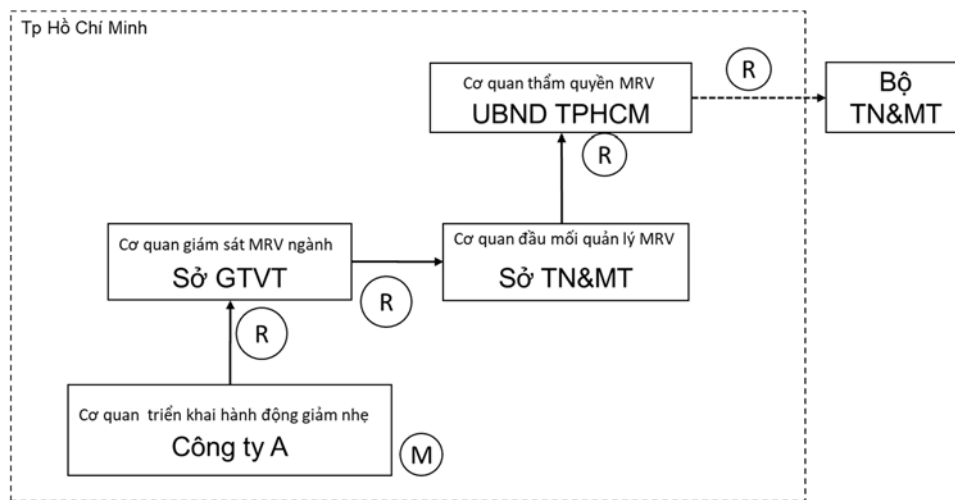 Tp Hồ Chí Minh
Cơ quan thẩm quyền MRV
UBND TPHCM
R
Bộ
TN&MT
R
Cơ quan giám sát MRV ngành
Sở GTVT
Cơ quan đầu mối quản lý MRV
Sở TN&MT
R
R
Cơ quan triển khai hành động giảm nhẹ
Công ty A
M